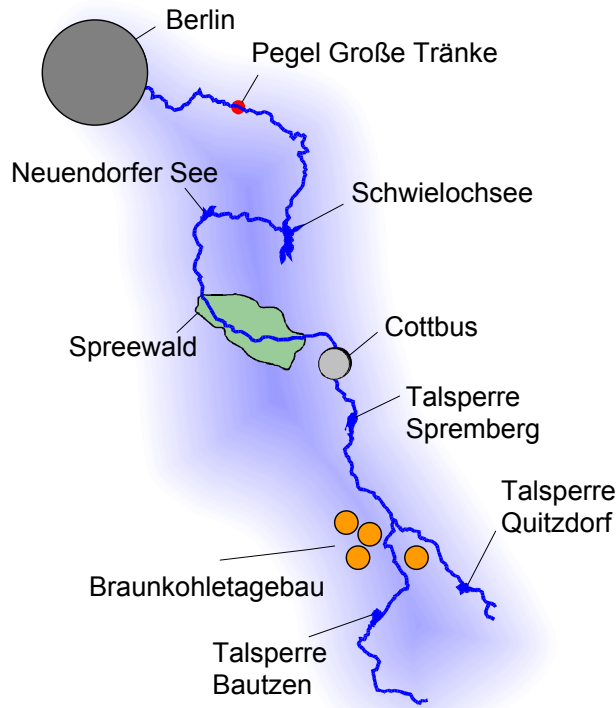 Berlin
Pegel Große Tränke
Neuendorfer See
Schwielochsee
Cottbus
Spreewald
Talsperre
Spremberg
Talsperre
Quitzdorf
Braunkohletagebau
Talsperre
Bautzen